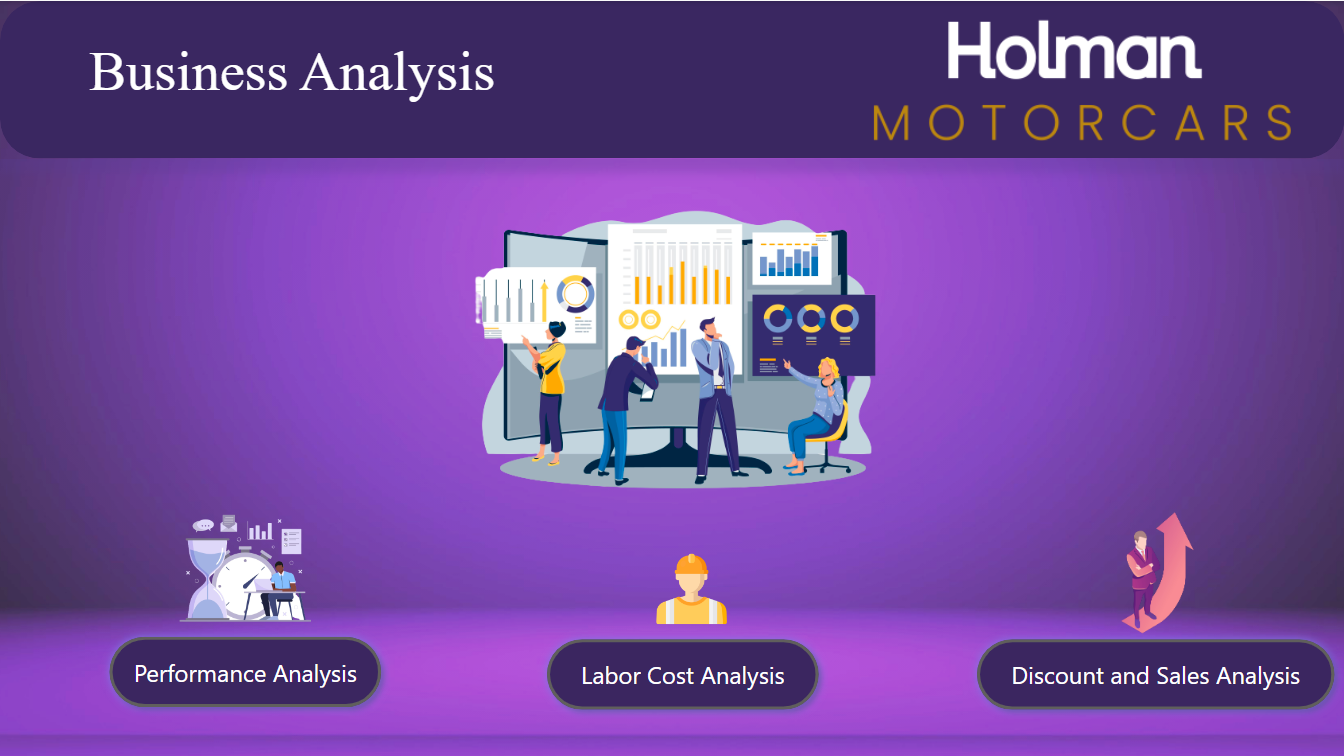 Business Analysis
Holman
MOTORCARS
Performance Analysis
Labor Cost Analysis
Discount and Sales Analysis